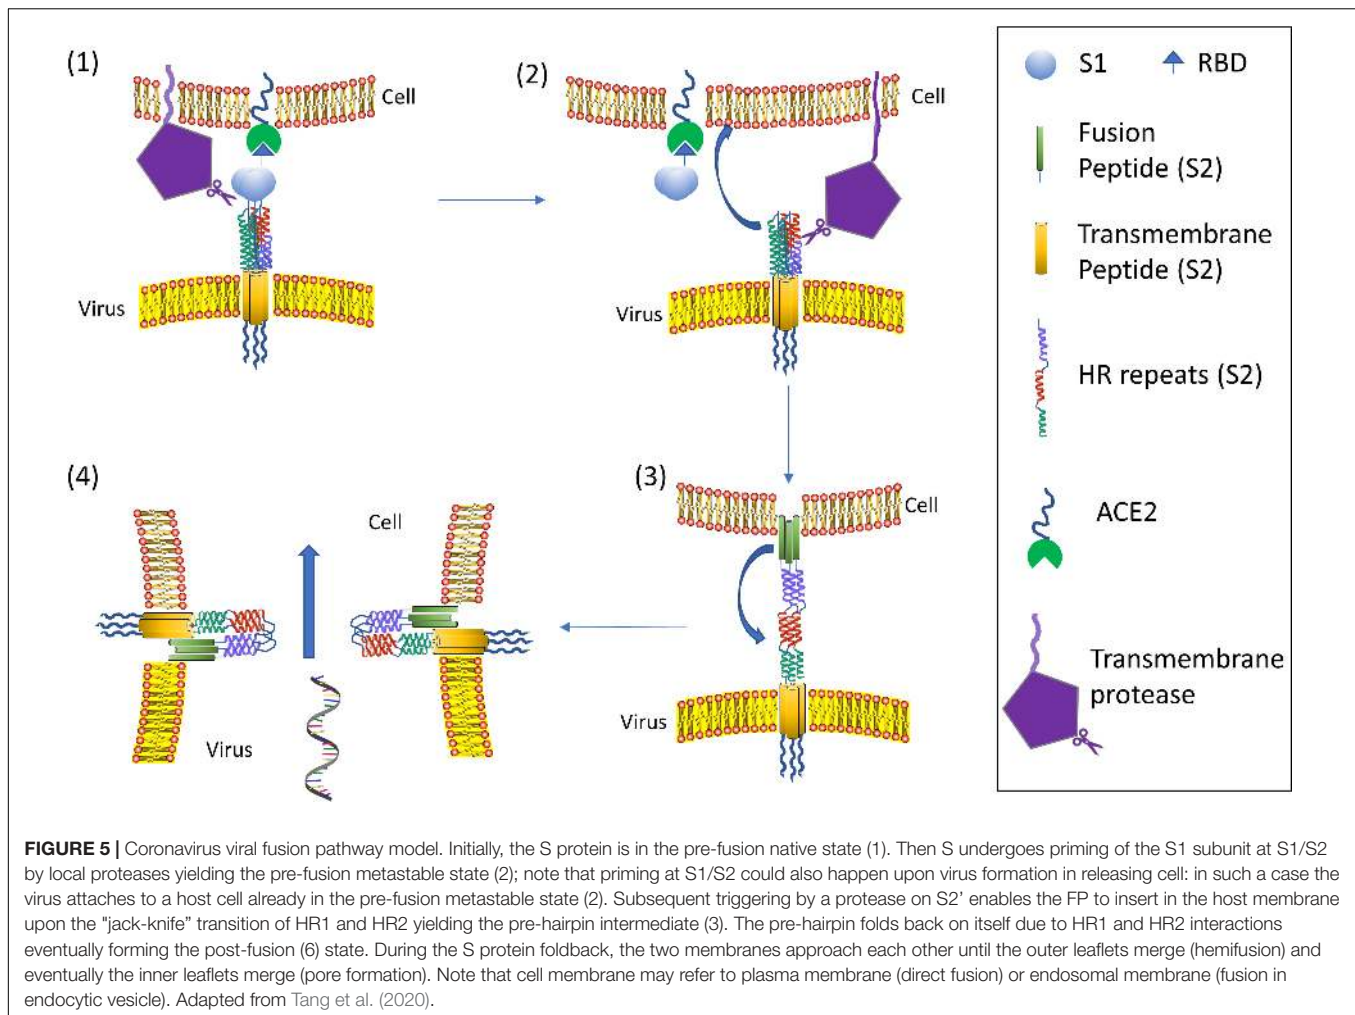 (1)
Cell
Virus
(2)
Cell
Virus
(4)
Cell
Virus
(3)
Cell
Virus
S1
RBD
Fusion
Peptide (S2)
Transmembrane
Peptide (S2)
HR repeats (S2)
ACE2
Transmembrane
protease
FIGURE 5 | Coronavirus viral fusion pathway model. Initially, the S protein is in the pre-fusion native state (1). Then S undergoes priming of the S1 subunit at S1/S2
by local proteases yielding the pre-fusion metastable state (2); note that priming at S1/S2 could also happen upon virus formation in releasing cell: in such a case the
virus attaches to a host cell already in the pre-fusion metastable state (2). Subsequent triggering by a protease on S2’ enables the FP to insert in the host membrane
upon the "jack-knife” transition of HR1 and HR2 yielding the pre-hairpin intermediate (3). The pre-hairpin folds back on itself due to HR1 and HR2 interactions
eventually forming the post-fusion (6) state. During the S protein foldback, the two membranes approach each other until the outer leaflets merge (hemifusion) and
eventually the inner leaflets merge (pore formation). Note that cell membrane may refer to plasma membrane (direct fusion) or endosomal membrane (fusion in
endocytic vesicle). Adapted from Tang et al. (2020).